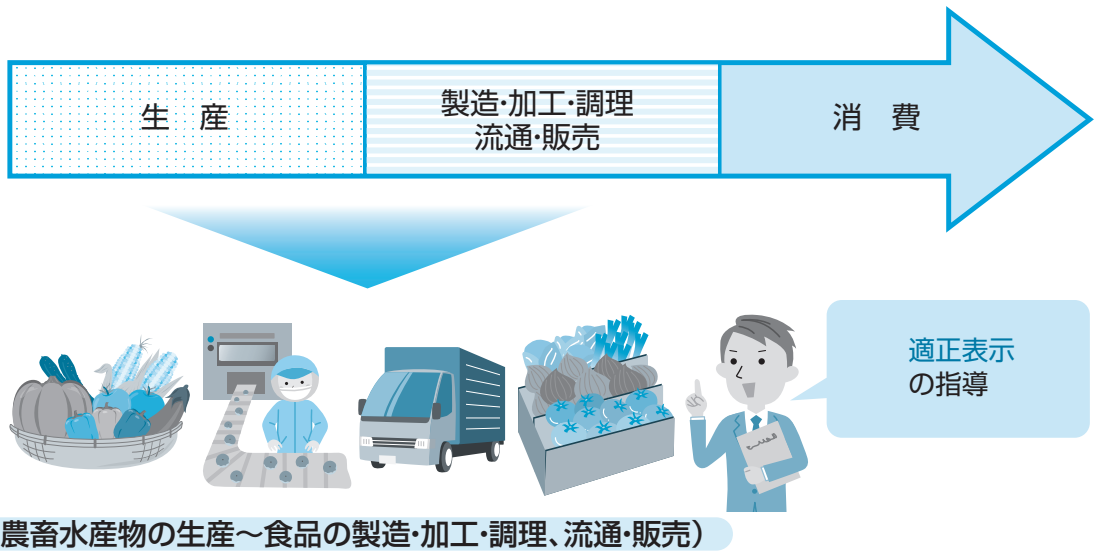 生　産
製造・加工・調理
流通・販売
消　費
適正表示
の指導
農畜水産物の生産～食品の製造・加工・調理、流通・販売）